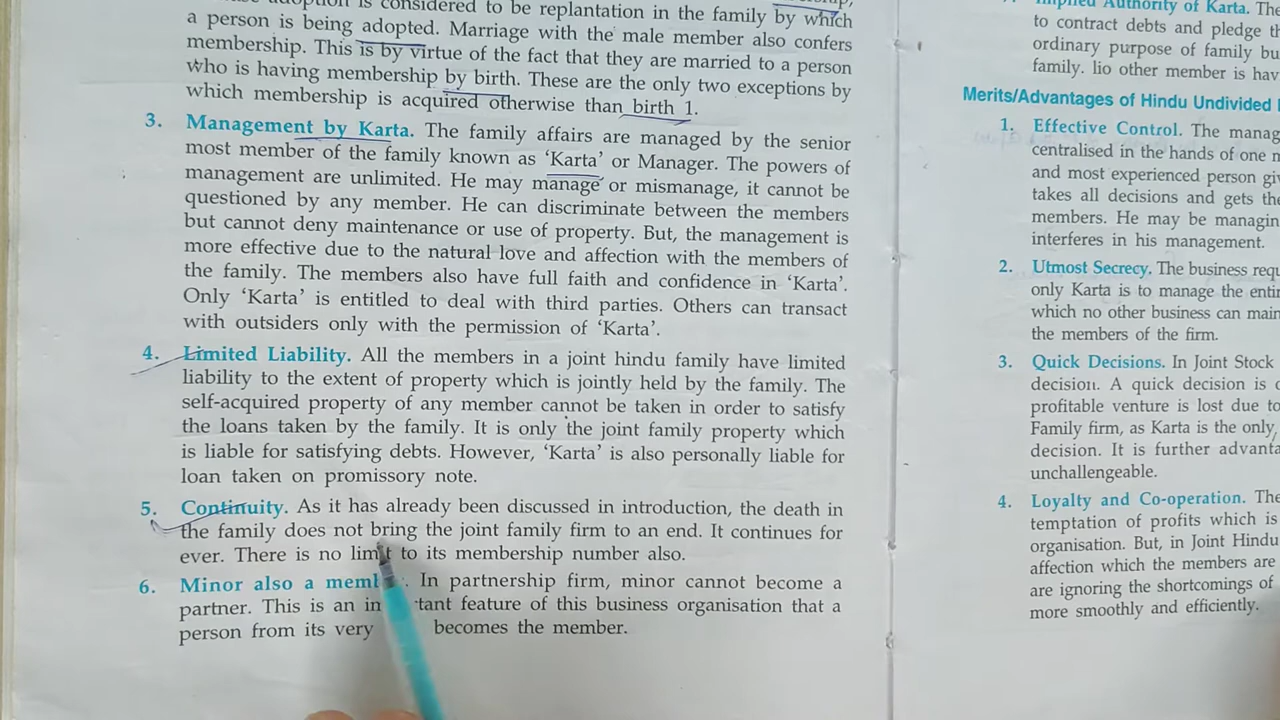 adoption is considered to be replantation in the family by which
a person is being adopted. Marriage with the male member also confers
membership. This is by virtue of the fact that they are married to a person
who is having membership by birth. These are the only two exceptions by
which membership is acquired otherwise than birth 1.
3. Management by Karta. The family affairs are managed by the senior
most member of the family known as ‘Karta’ or Manager. The powers of
management are unlimited. He may manage or mismanage, it cannot be
questioned by any member. He can discriminate between the members
but cannot deny maintenance or use of property. But, the management is
more effective due to the natural love and affection with the members of
the family. The members also have full faith and confidence in ‘Karta’.
Only ‘Karta’ is entitled to deal with third parties. Others can transact
with outsiders only with the permission of ‘Karta’.
4. Limited Liability. All the members in a joint hindu family have limited
liability to the extent of property which is jointly held by the family. The
self-acquired property of any member cannot be taken in order to satisfy
the loans taken by the family. It is only the joint family property which
is liable for satisfying debts. However, ‘Karta’ is also personally liable for
loan taken on promissory note.
5. Continuity. As it has already been discussed in introduction, the death in
the family does not bring the joint family firm to an end. It continues for
ever. There is no limit to its membership number also.
6. Minor also a memb . In partnership firm, minor cannot become a
partner. This is an in tant feature of this business organisation that a
person from its very becomes the member.
Implied Authority of Karta. The
to contract debts and pledge th
ordinary purpose of family bu
family. lio other member is hav
Merits/Advantages of Hindu Undivided
1. Effective Control. The manag
centralised in the hands of one m
and most experienced person giv
takes all decisions and gets the
members. He may be managin
interferes in his management.
2. Utmost Secrecy. The business requ
only Karta is to manage the entir
which no other business can main
the members of the firm.
3. Quick Decisions. In Joint Stock
decision. A quick decision is
profitable venture is lost due to
Family firm, as Karta is the only,
decision. It is further advanta
unchallengeable.
4. Loyalty and Co-operation. The
temptation of profits which is
organisation. But, in Joint Hindu
affection which the members are
are ignoring the shortcomings of
more smoothly and efficiently.